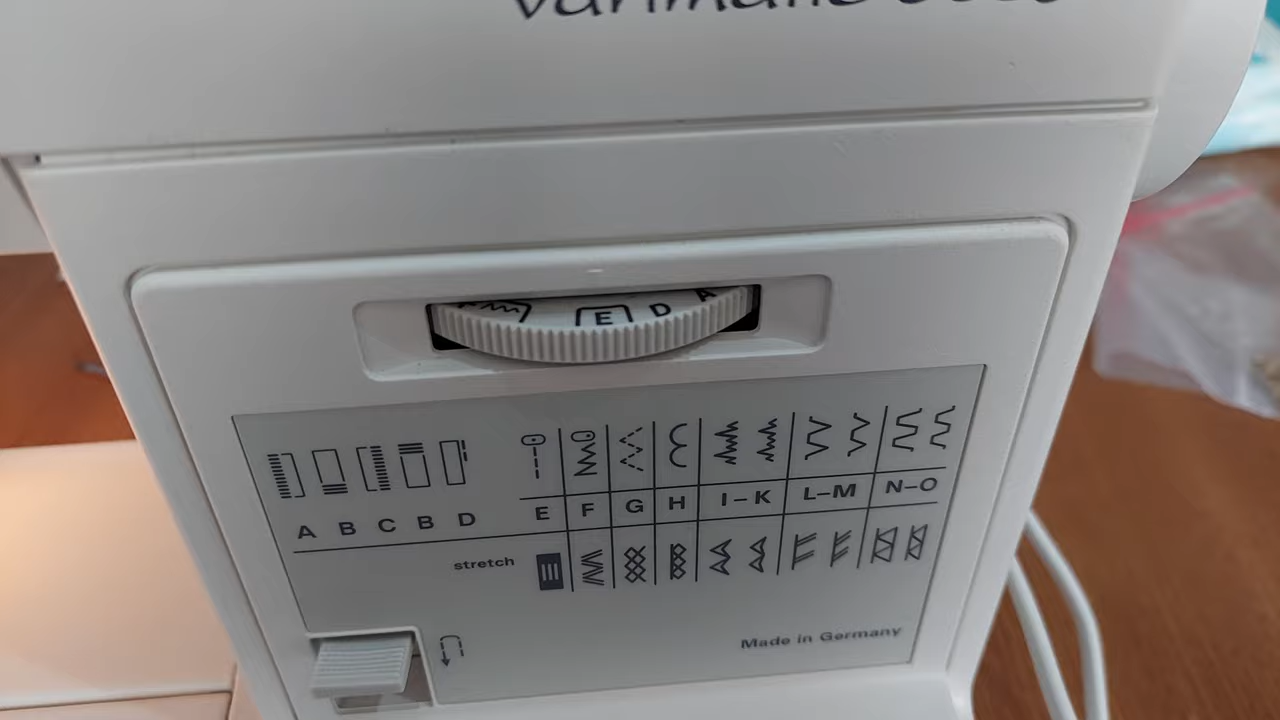 E D A
A B C B D E F G H I–K L–M N–O
stretch
Made in Germany